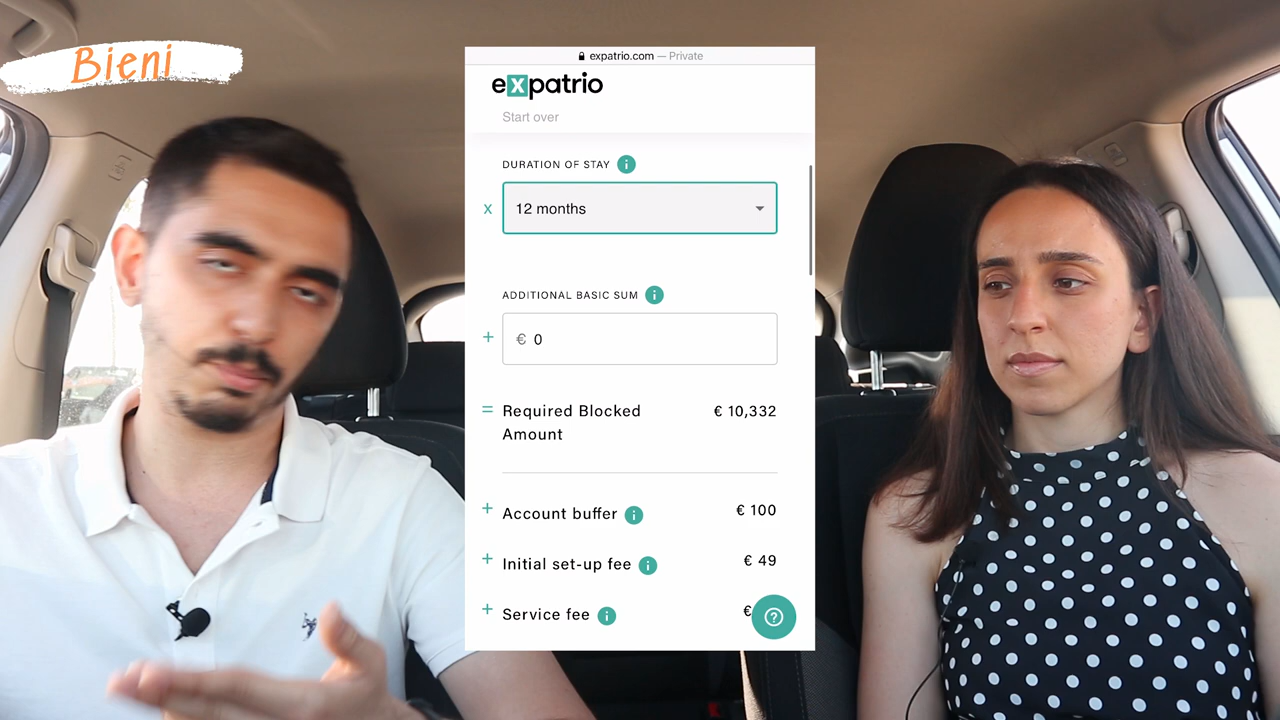 Bieni
expatrio.com — Private
expatrio
Start over
DURATION OF STAY
x 12 months
ADDITIONAL BASIC SUM
+ € 0
= Required Blocked Amount € 10,332
+ Account buffer € 100
+ Initial set-up fee € 49
+ Service fee €